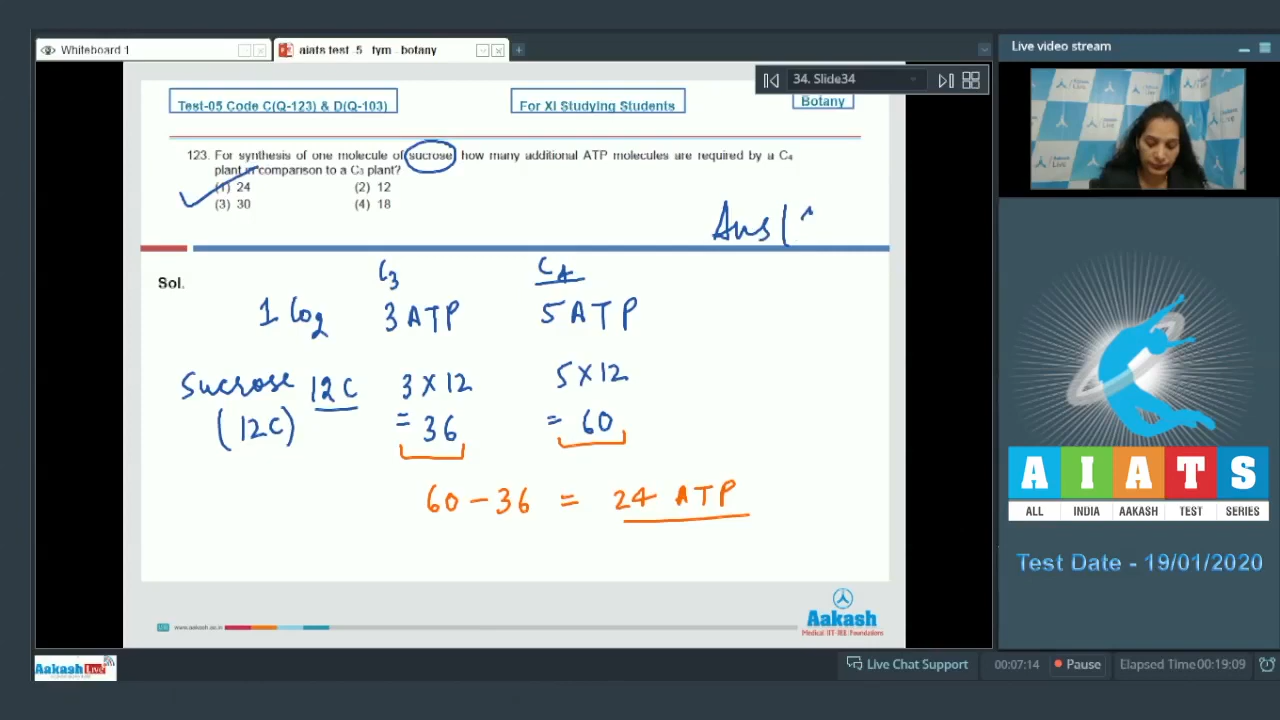 Whiteboard 1
aiats test -5 _ tym - botany
Live video stream
34. Slide34
Test-05 Code C(Q-123) & D(Q-103)
For XI Studying Students
Botany
123. For synthesis of one molecule of sucrose, how many additional ATP molecules are required by a C₄
plant in comparison to a C₃ plant?
(1) 24 (2) 12
(3) 30 (4) 18
Ans (
Sol.
C₃ C₄
1 CO₂ 3 ATP 5 ATP
Sucrose 12C 3 × 12 5 × 12
(12C) = 36 = 60
60 - 36 = 24 ATP
www.aakash.ac.in
Aakash
Medical | IIT-JEE | Foundations
A I A T S
ALL INDIA AAKASH TEST SERIES
Test Date - 19/01/2020
Aakash Live
Live Chat Support
00:07:14
Pause
Elapsed Time 00:19:09